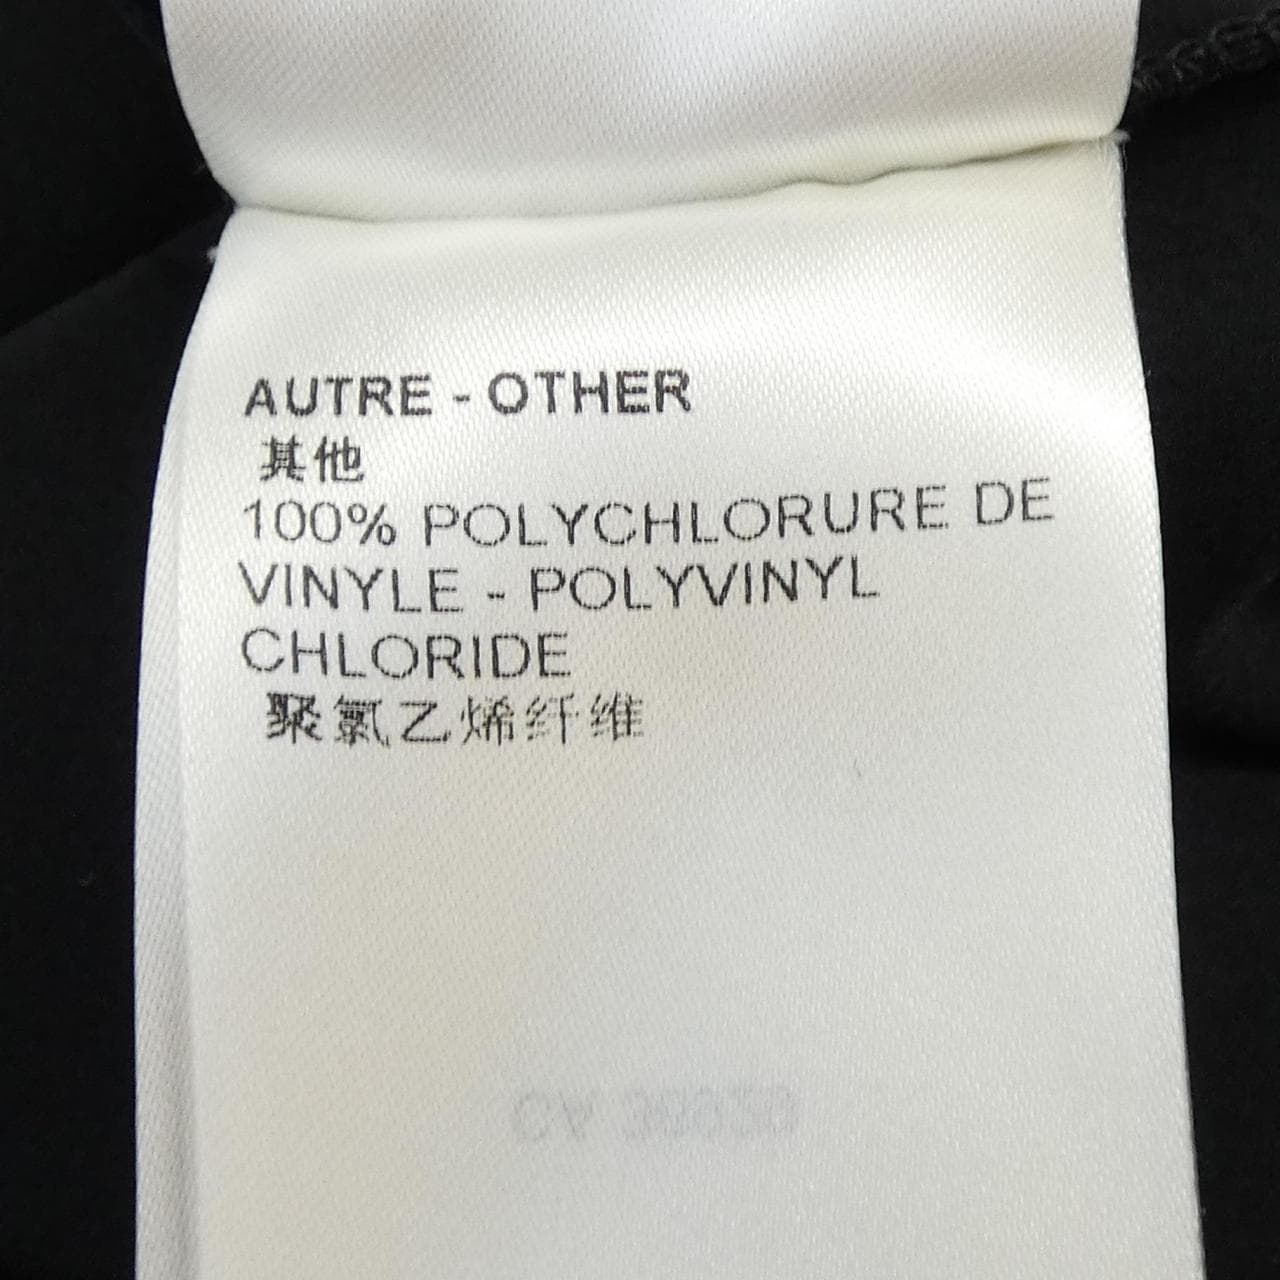 AUTRE - OTHER
其他
100% POLYCHLORURE DE
VINYLE - POLYVINYL
CHLORIDE
聚氯乙烯纤维